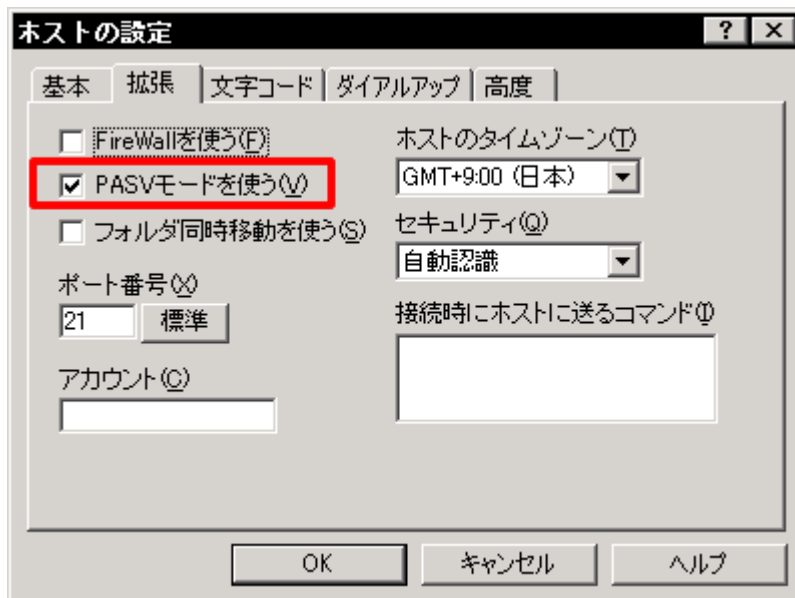 ホストの設定
基本 拡張 文字コード ダイアルアップ 高度
FireWallを使う(F)
PASVモードを使う(V)
フォルダ同時移動を使う(S)
ポート番号(X)
21 標準
アカウント(C)
ホストのタイムゾーン(T)
GMT+9:00 (日本)
セキュリティ(Q)
自動認識
接続時にホストに送るコマンド(I)
OK キャンセル ヘルプ